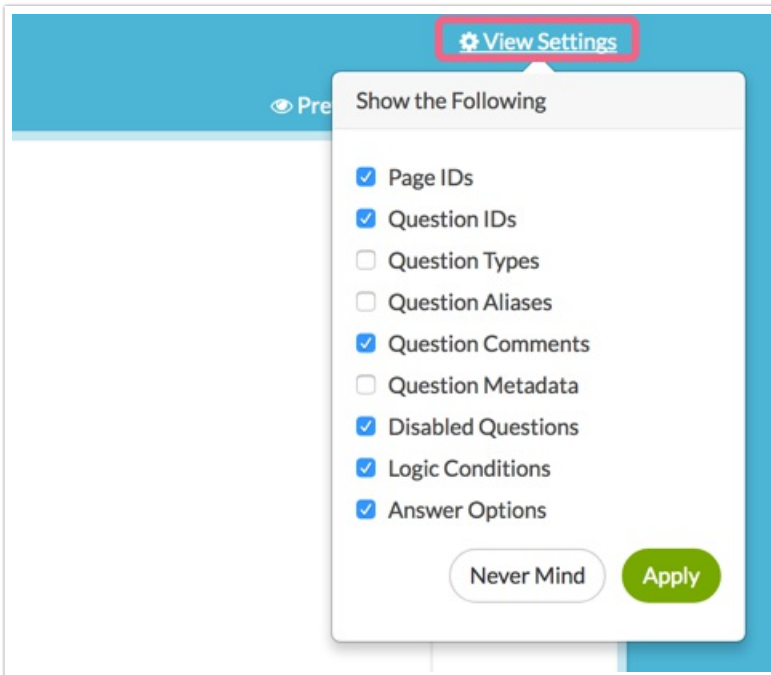 View Settings
Pre
Show the Following
Page IDs
Question IDs
Question Types
Question Aliases
Question Comments
Question Metadata
Disabled Questions
Logic Conditions
Answer Options
Never Mind Apply